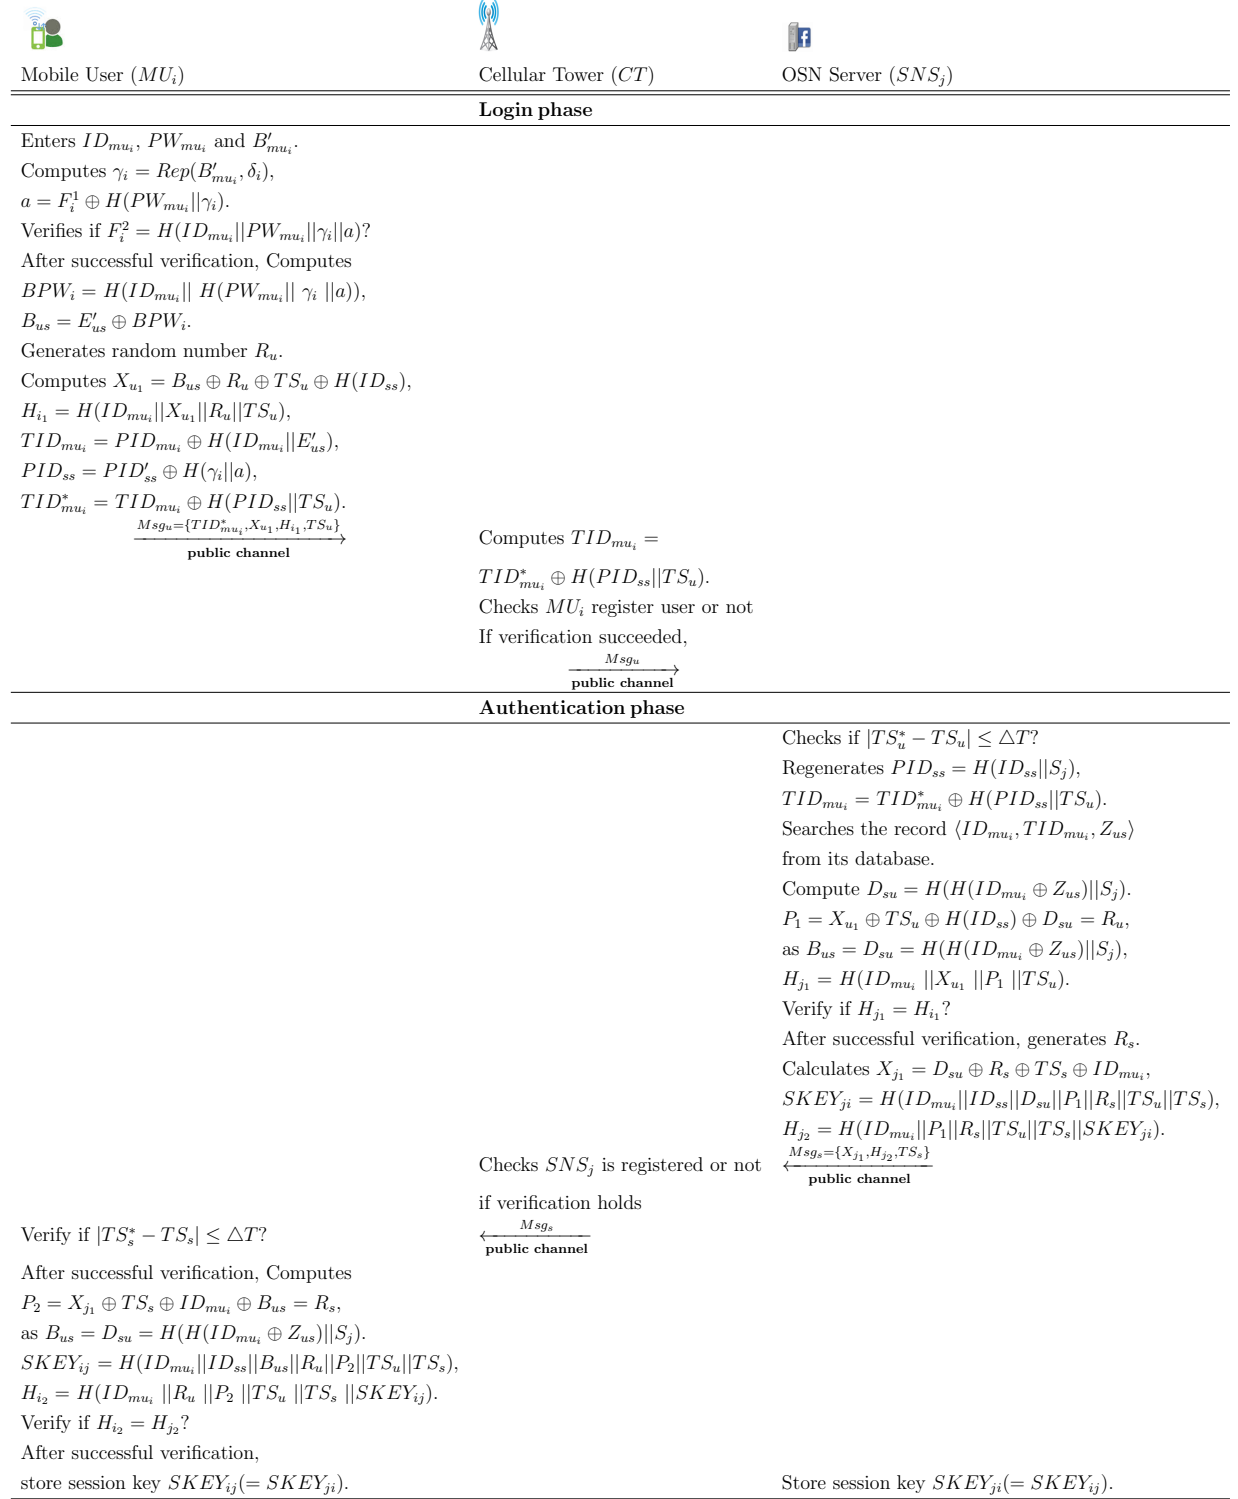 Mobile User (MU_i) Cellular Tower (CT) OSN Server (SNS_j)
Login phase
Enters ID_{mu_i}, PW_{mu_i} and B′_{mu_i}.
Computes γ_i = Rep(B′_{mu_i}, δ_i),
a = F_i^1 ⊕ H(PW_{mu_i}||γ_i).
Verifies if F_i^2 = H(ID_{mu_i}||PW_{mu_i}||γ_i||a)?
After successful verification, Computes
BPW_i = H(ID_{mu_i}|| H(PW_{mu_i}|| γ_i ||a)),
B_{us} = E′_{us} ⊕ BPW_i.
Generates random number R_u.
Computes X_{u_1} = B_{us} ⊕ R_u ⊕ TS_u ⊕ H(ID_{ss}),
H_{i_1} = H(ID_{mu_i}||X_{u_1}||R_u||TS_u),
TID_{mu_i} = PID_{mu_i} ⊕ H(ID_{mu_i}||E′_{us}),
PID_{ss} = PID′_{ss} ⊕ H(γ_i||a),
TID*_{mu_i} = TID_{mu_i} ⊕ H(PID_{ss}||TS_u).
Msg_u={TID*_{mu_i},X_{u_1},H_{i_1},TS_u}
public channel
Computes TID_{mu_i} =
TID*_{mu_i} ⊕ H(PID_{ss}||TS_u).
Checks MU_i register user or not
If verification succeeded,
Msg_u
public channel
Authentication phase
Checks if |TS*_u − TS_u| ≤ △T?
Regenerates PID_{ss} = H(ID_{ss}||S_j),
TID_{mu_i} = TID*_{mu_i} ⊕ H(PID_{ss}||TS_u).
Searches the record ⟨ID_{mu_i}, TID_{mu_i}, Z_{us}⟩
from its database.
Compute D_{su} = H(H(ID_{mu_i} ⊕ Z_{us})||S_j).
P_1 = X_{u_1} ⊕ TS_u ⊕ H(ID_{ss}) ⊕ D_{su} = R_u,
as B_{us} = D_{su} = H(H(ID_{mu_i} ⊕ Z_{us})||S_j),
H_{j_1} = H(ID_{mu_i} ||X_{u_1} ||P_1 ||TS_u).
Verify if H_{j_1} = H_{i_1}?
After successful verification, generates R_s.
Calculates X_{j_1} = D_{su} ⊕ R_s ⊕ TS_s ⊕ ID_{mu_i},
SKEY_{ji} = H(ID_{mu_i}||ID_{ss}||D_{su}||P_1||R_s||TS_u||TS_s),
H_{j_2} = H(ID_{mu_i}||P_1||R_s||TS_u||TS_s||SKEY_{ji}).
Msg_s={X_{j_1},H_{j_2},TS_s}
public channel
Checks SNS_j is registered or not
if verification holds
Msg_s
public channel
Verify if |TS*_s − TS_s| ≤ △T?
After successful verification, Computes
P_2 = X_{j_1} ⊕ TS_s ⊕ ID_{mu_i} ⊕ B_{us} = R_s,
as B_{us} = D_{su} = H(H(ID_{mu_i} ⊕ Z_{us})||S_j).
SKEY_{ij} = H(ID_{mu_i}||ID_{ss}||B_{us}||R_u||P_2||TS_u||TS_s),
H_{i_2} = H(ID_{mu_i} ||R_u ||P_2 ||TS_u ||TS_s ||SKEY_{ij}).
Verify if H_{i_2} = H_{j_2}?
After successful verification,
store session key SKEY_{ij}(= SKEY_{ji}). Store session key SKEY_{ji}(= SKEY_{ij}).